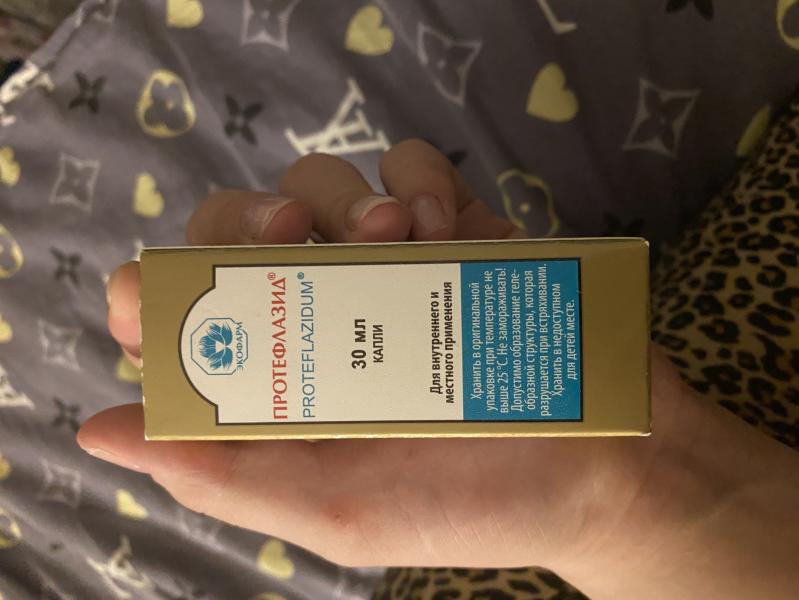 ЭКОФАРМ
ПРОТЕФЛАЗИД®
PROTEFLAZIDUM®
30 мл
КАПЛИ
Для внутреннего и
местного применения
Хранить в оригинальной
упаковке при температуре не
выше 25 °С. Не замораживать!
Допустимо образование геле-
образной структуры, которая
разрушается при встряхивании.
Хранить в недоступном
для детей месте.